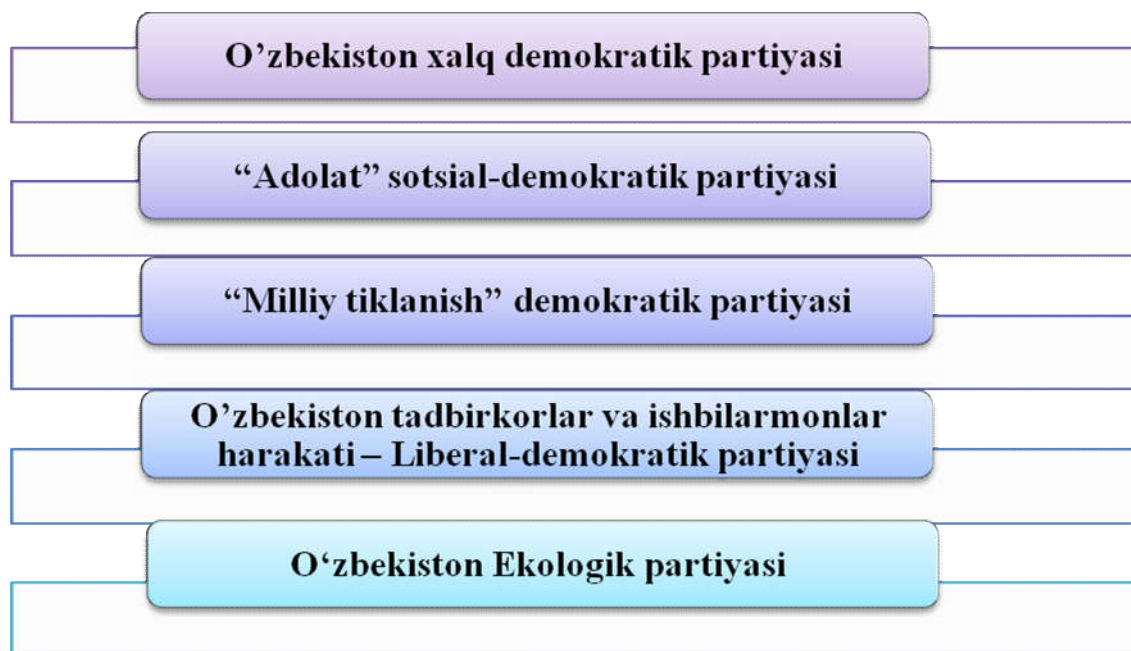 O’zbekiston xalq demokratik partiyasi
“Adolat” sotsial-demokratik partiyasi
“Milliy tiklanish” demokratik partiyasi
O’zbekiston tadbirkorlar va ishbilarmonlar
harakati – Liberal-demokratik partiyasi
O‘zbekiston Ekologik partiyasi